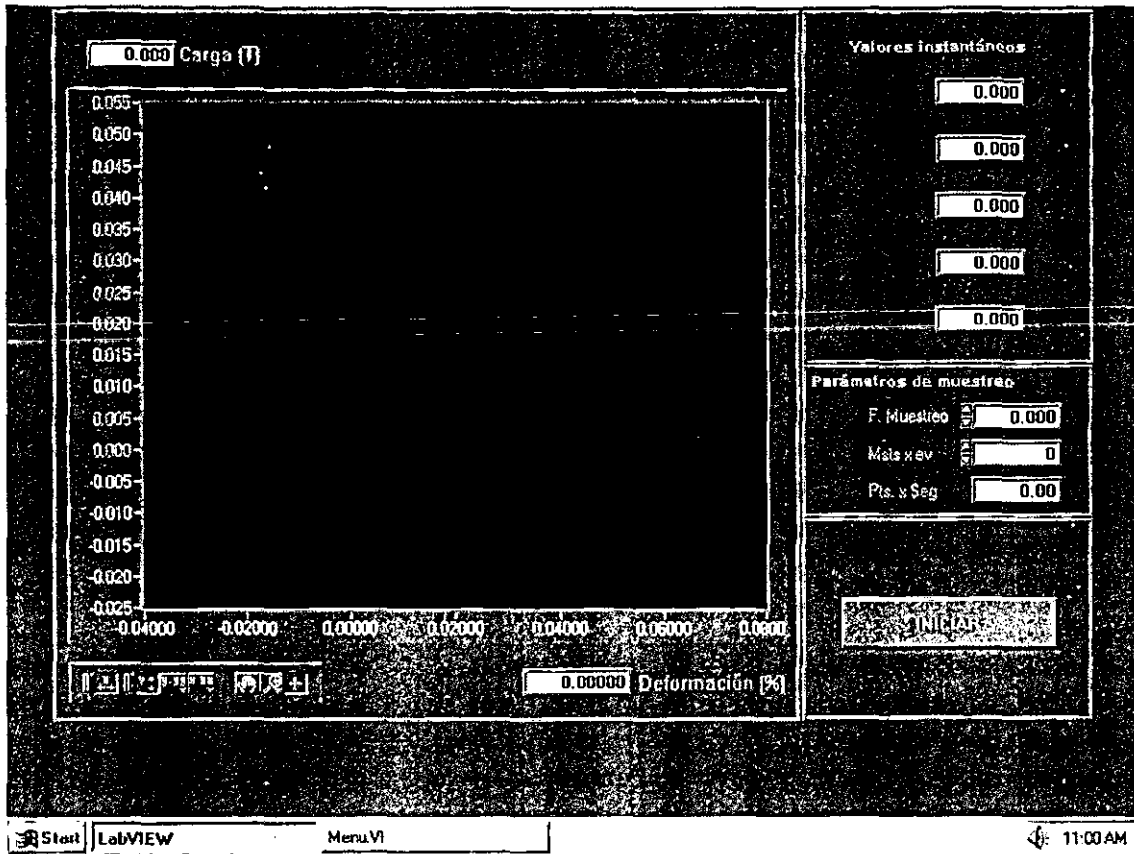 0.000 Carga (T)
0.055
0.050
0.045
0.040
0.035
0.030
0.025
0.020
0.015
0.010
0.005
0.000
-0.005
-0.010
-0.015
-0.020
-0.025
-0.04000 -0.02000 0.00000 0.02000 0.04000 0.06000 0.0800
0.00000 Deformación [%]
Valores instantáneos
0.000
0.000
0.000
0.000
0.000
Parámetros de muestreo
F. Muestreo 0.000
Msts x ev 0
Pts. x Seg 0.00
INICIAR
Start LabVIEW Menu.VI 11:00 AM